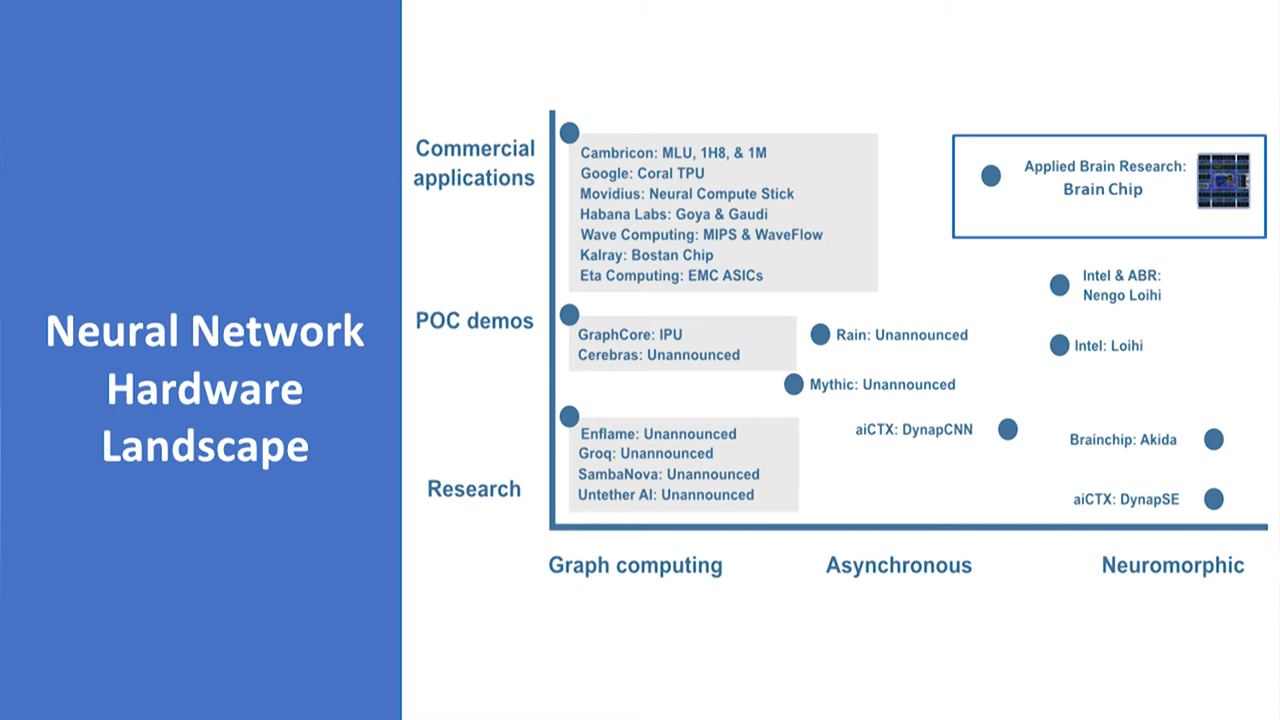 Neural Network
Hardware
Landscape
Commercial
applications
Cambricon: MLU, 1H8, & 1M
Google: Coral TPU
Movidius: Neural Compute Stick
Habana Labs: Goya & Gaudi
Wave Computing: MIPS & WaveFlow
Kalray: Bostan Chip
Eta Computing: EMC ASICs
Applied Brain Research:
Brain Chip
Intel & ABR:
Nengo Loihi
POC demos
GraphCore: IPU
Cerebras: Unannounced
Rain: Unannounced
Intel: Loihi
Mythic: Unannounced
Research
Enflame: Unannounced
Groq: Unannounced
SambaNova: Unannounced
Untether AI: Unannounced
aiCTX: DynapCNN
Brainchip: Akida
aiCTX: DynapSE
Graph computing
Asynchronous
Neuromorphic